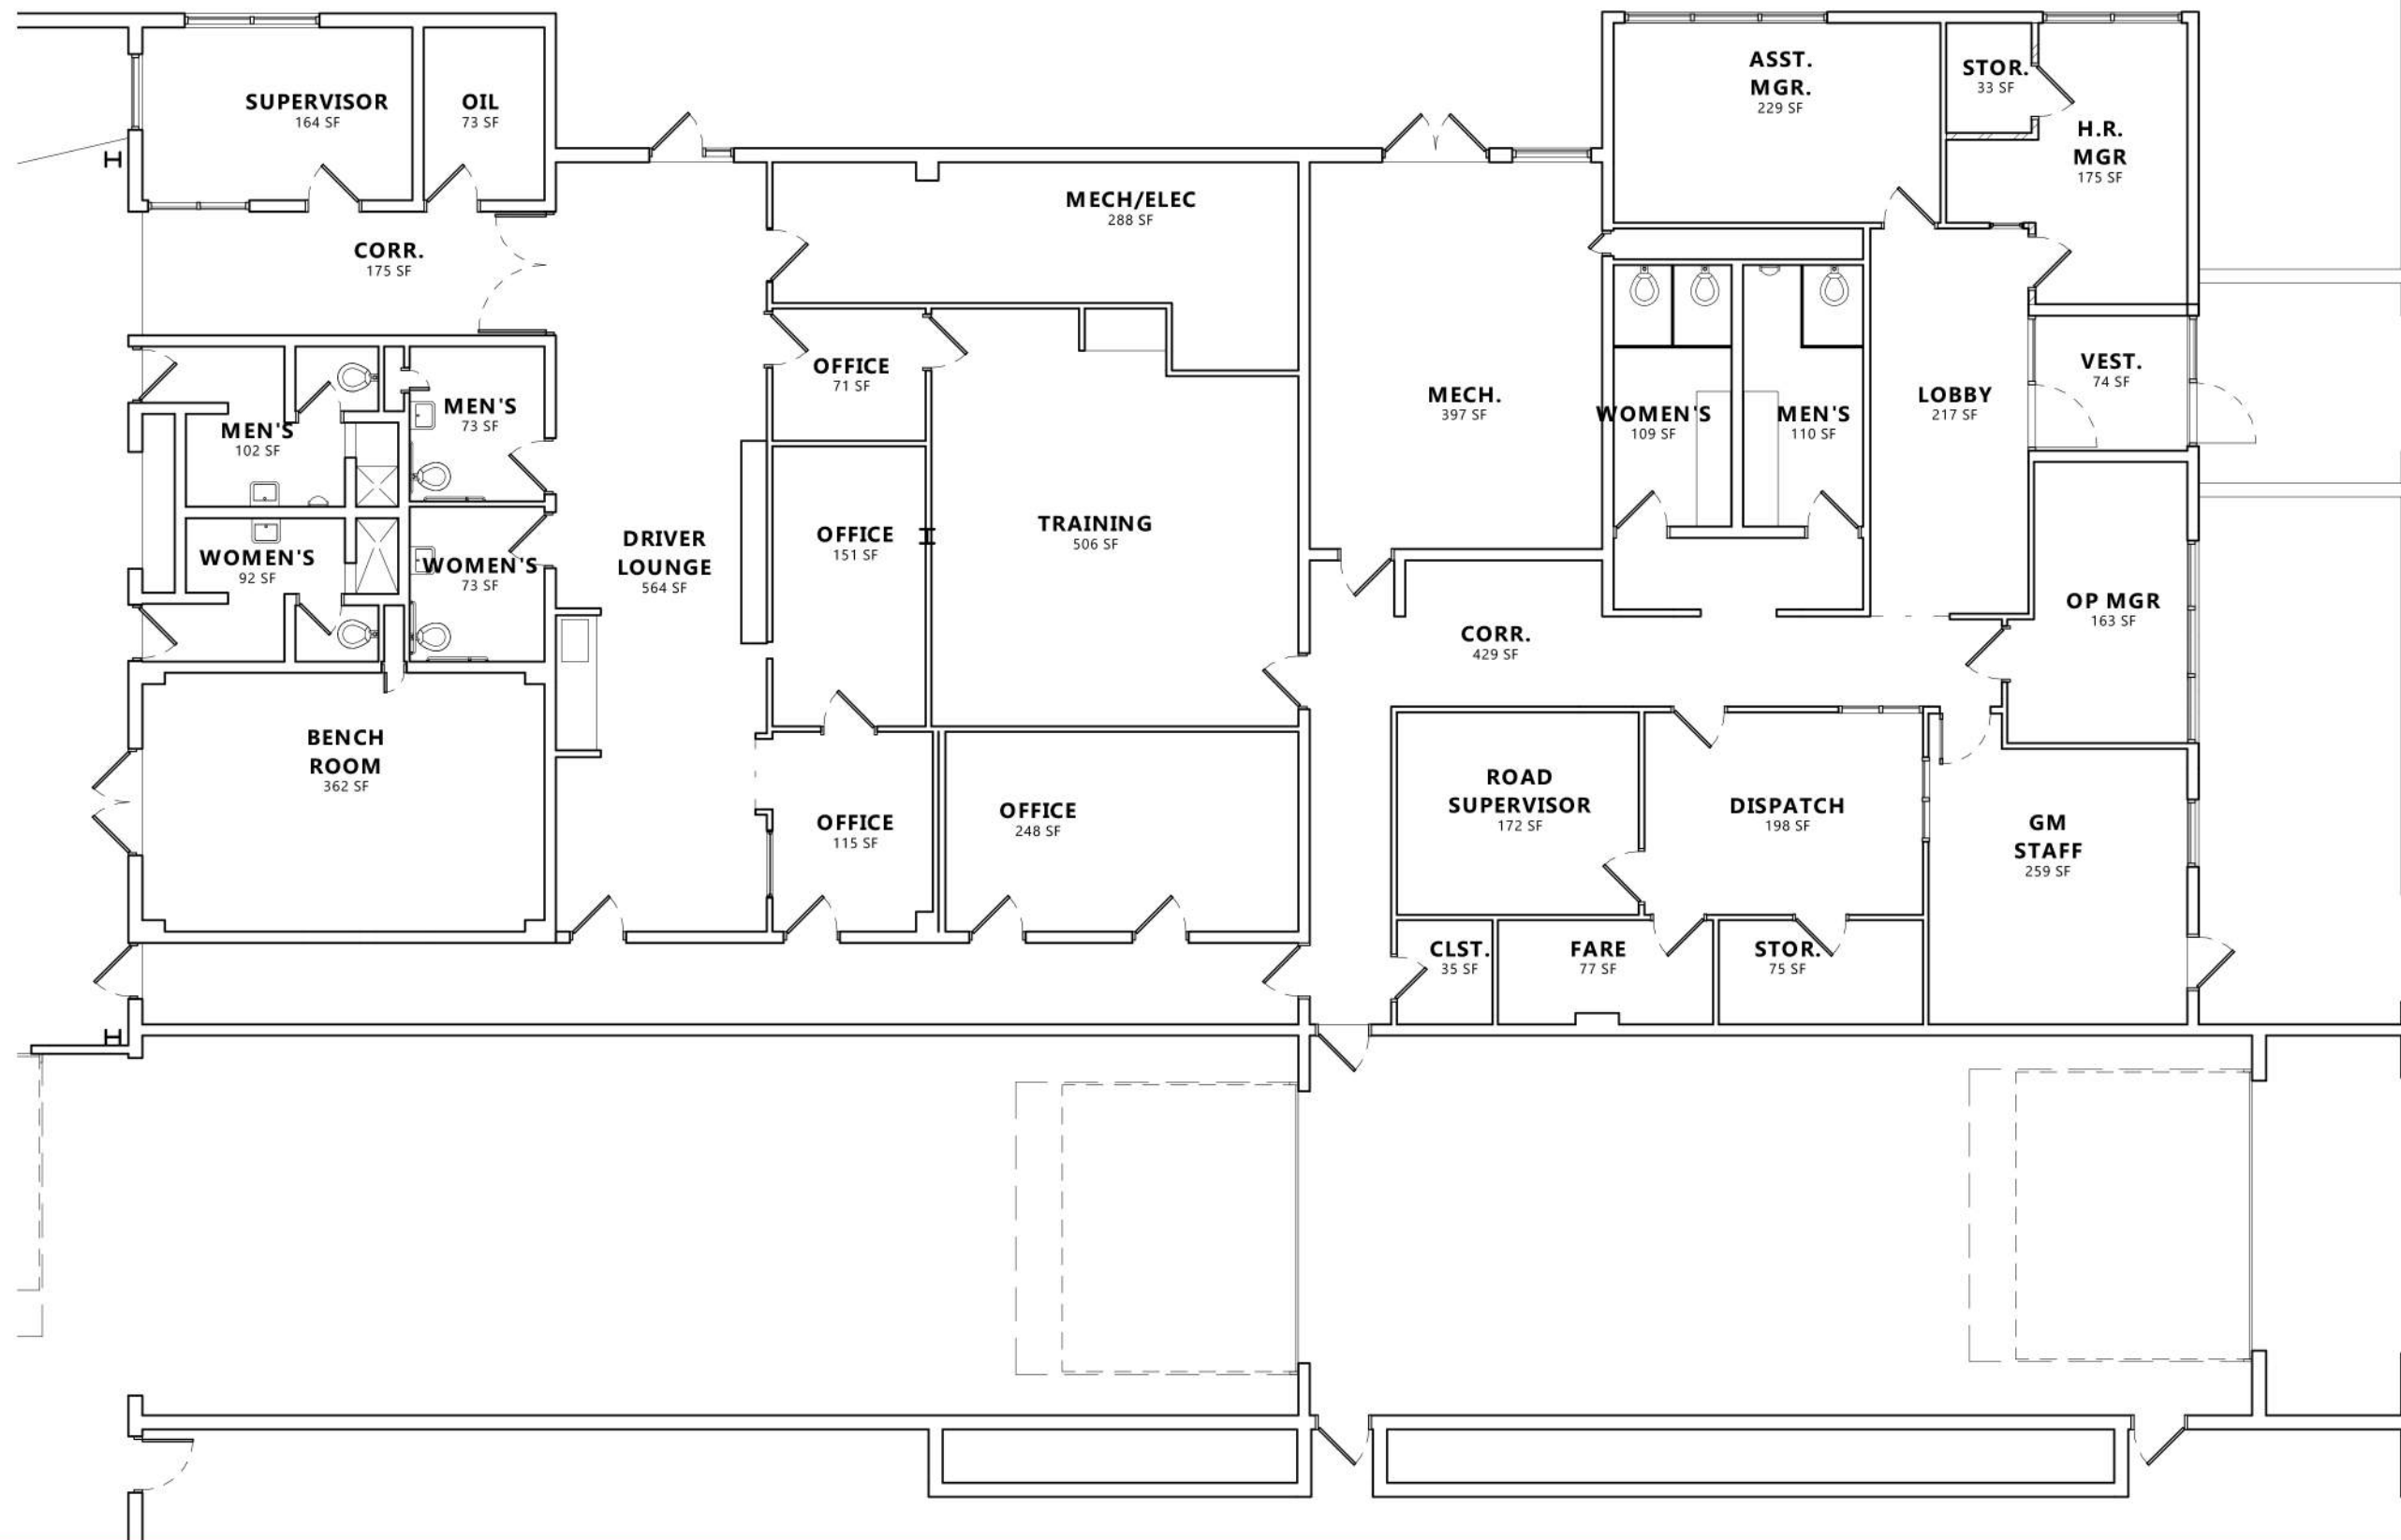 SUPERVISOR
164 SF
OIL
73 SF
ASST.
MGR.
229 SF
STOR.
33 SF
H.R.
MGR
175 SF
CORR.
175 SF
MECH/ELEC
288 SF
MEN'S
102 SF
MEN'S
73 SF
OFFICE
71 SF
MECH.
397 SF
WOMEN'S
109 SF
MEN'S
110 SF
LOBBY
217 SF
VEST.
74 SF
WOMEN'S
92 SF
WOMEN'S
73 SF
DRIVER
LOUNGE
564 SF
OFFICE
151 SF
TRAINING
506 SF
CORR.
429 SF
OP MGR
163 SF
BENCH
ROOM
362 SF
OFFICE
115 SF
OFFICE
248 SF
ROAD
SUPERVISOR
172 SF
DISPATCH
198 SF
GM
STAFF
259 SF
CLST.
35 SF
FARE
77 SF
STOR.
75 SF